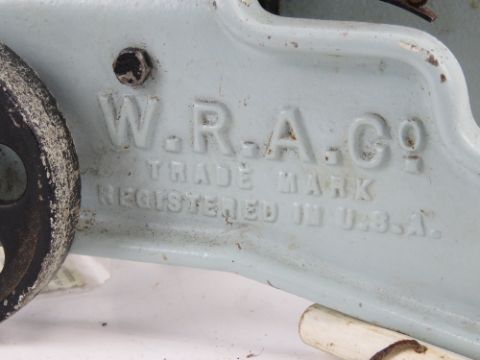 W.R.A.Co
TRADE MARK
REGISTERED IN U.S.A.